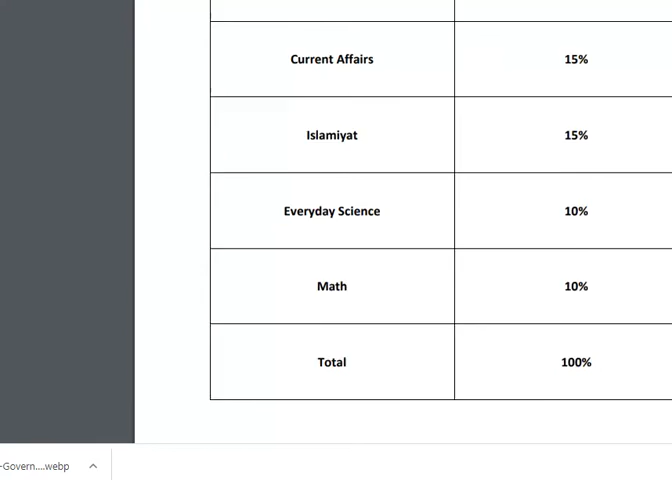 Current Affairs 15%
Islamiyat 15%
Everyday Science 10%
Math 10%
Total 100%
-Govern....webp